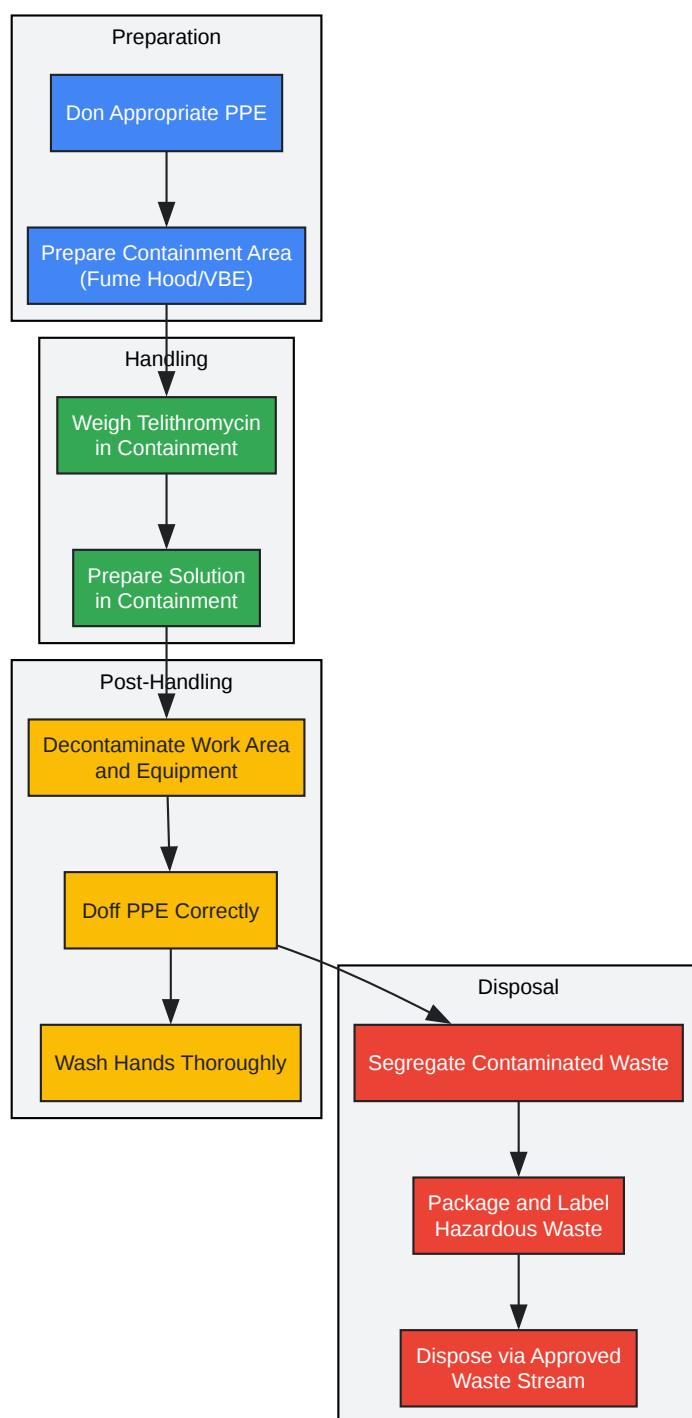 Preparation
Don Appropriate PPE
Prepare Containment Area
(Fume Hood/VBE)
Handling
Weigh Telithromycin
in Containment
Prepare Solution
in Containment
Post-Handling
Decontaminate Work Area
and Equipment
Doff PPE Correctly
Wash Hands Thoroughly
Disposal
Segregate Contaminated Waste
Package and Label
Hazardous Waste
Dispose via Approved
Waste Stream